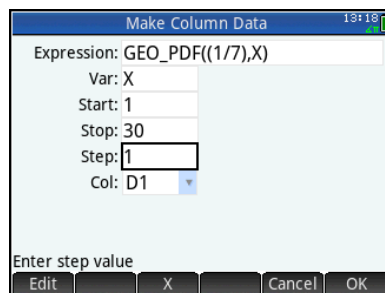 Make Column Data 13:18
Expression: GEO_PDF((1/7),X)
Var: X
Start: 1
Stop: 30
Step: 1
Col: D1
Enter step value
Edit X Cancel OK